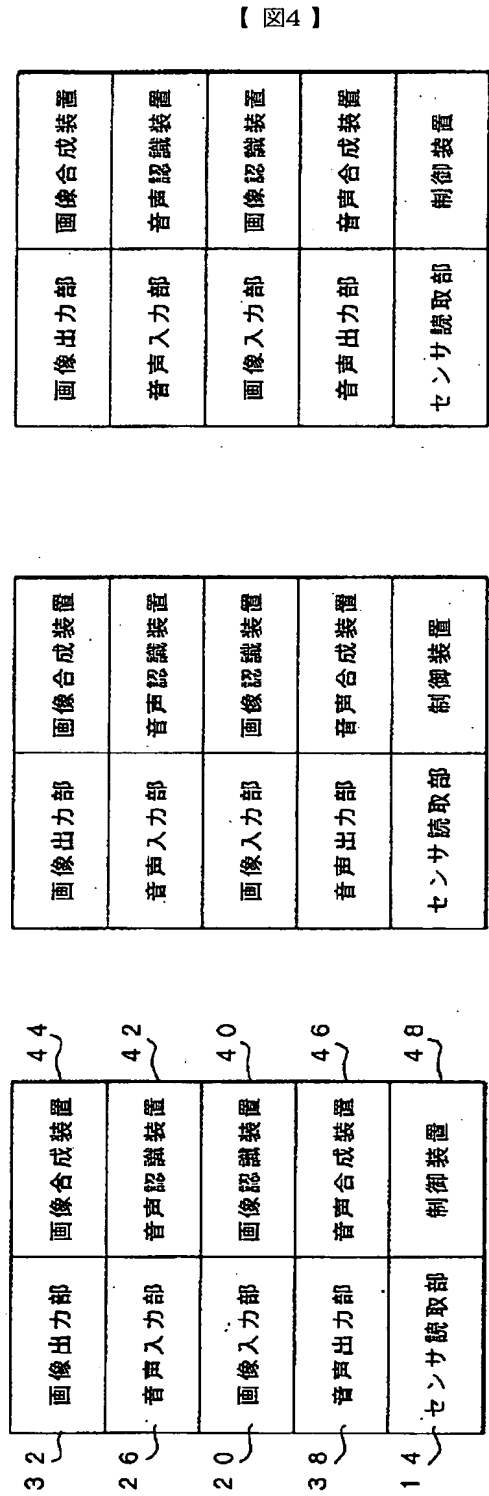 【 図4 】
32 画像出力部 画像合成装置 44
26 音声入力部 音声認識装置 42
20 画像入力部 画像認識装置 40
38 音声出力部 音声合成装置 46
14 センサ読取部 制御装置 48
画像出力部 画像合成装置
音声入力部 音声認識装置
画像入力部 画像認識装置
音声出力部 音声合成装置
センサ読取部 制御装置
画像出力部 画像合成装置
音声入力部 音声認識装置
画像入力部 画像認識装置
音声出力部 音声合成装置
センサ読取部 制御装置